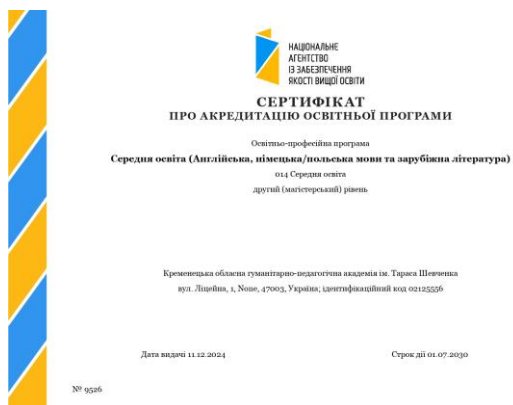 НАЦІОНАЛЬНЕ
АГЕНТСТВО
ІЗ ЗАБЕЗПЕЧЕННЯ
ЯКОСТІ ВИЩОЇ ОСВІТИ
СЕРТИФІКАТ
ПРО АКРЕДИТАЦІЮ ОСВІТНЬОЇ ПРОГРАМИ
Освітньо-професійна програма
Середня освіта (Англійська, німецька/польська мови та зарубіжна література)
014 Середня освіта
другий (магістерський) рівень
Кременецька обласна гуманітарно-педагогічна академія ім. Тараса Шевченка
вул. Ліцейна, 1, None, 47003, Україна; ідентифікаційний код 02125556
Дата видачі 11.12.2024 Строк дії 01.07.2030
№ 9526